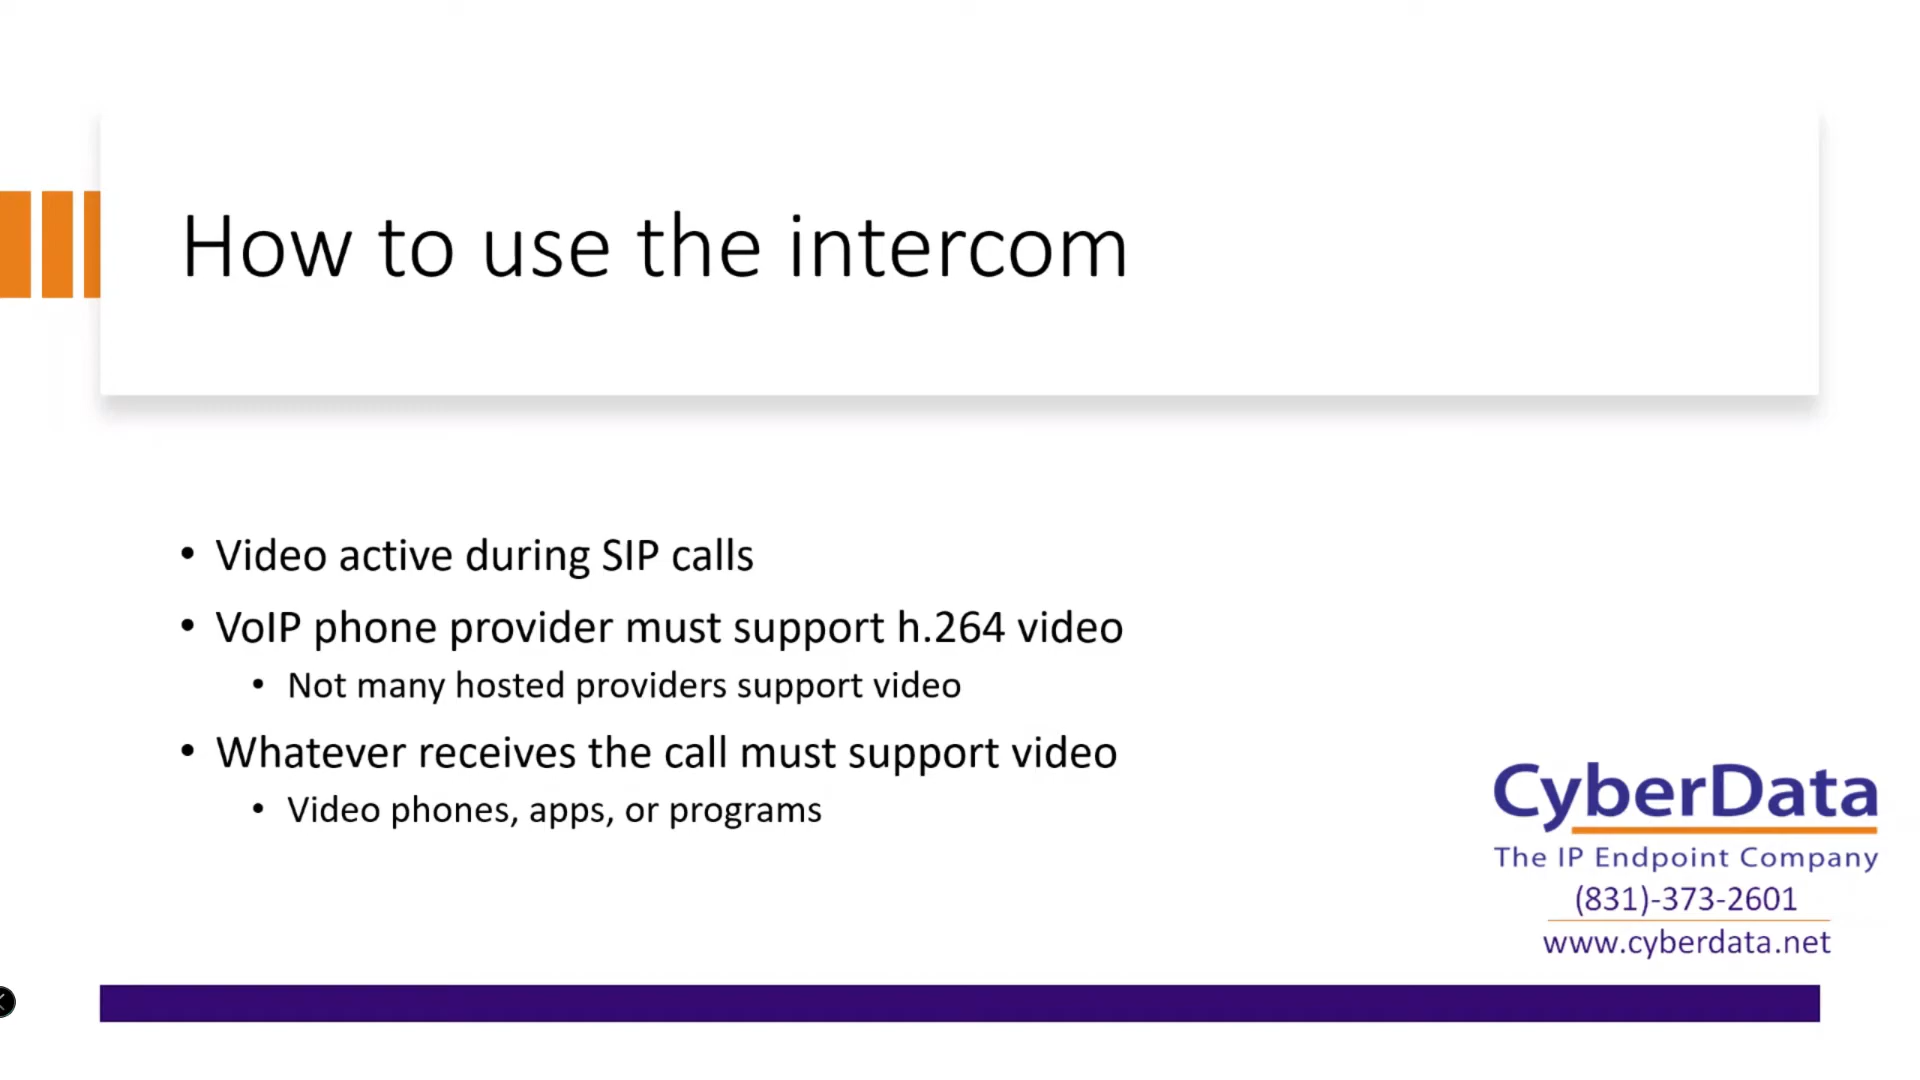 How to use the intercom
• Video active during SIP calls
• VoIP phone provider must support h.264 video
• Not many hosted providers support video
• Whatever receives the call must support video
• Video phones, apps, or programs
CyberData
The IP Endpoint Company
(831)-373-2601
www.cyberdata.net